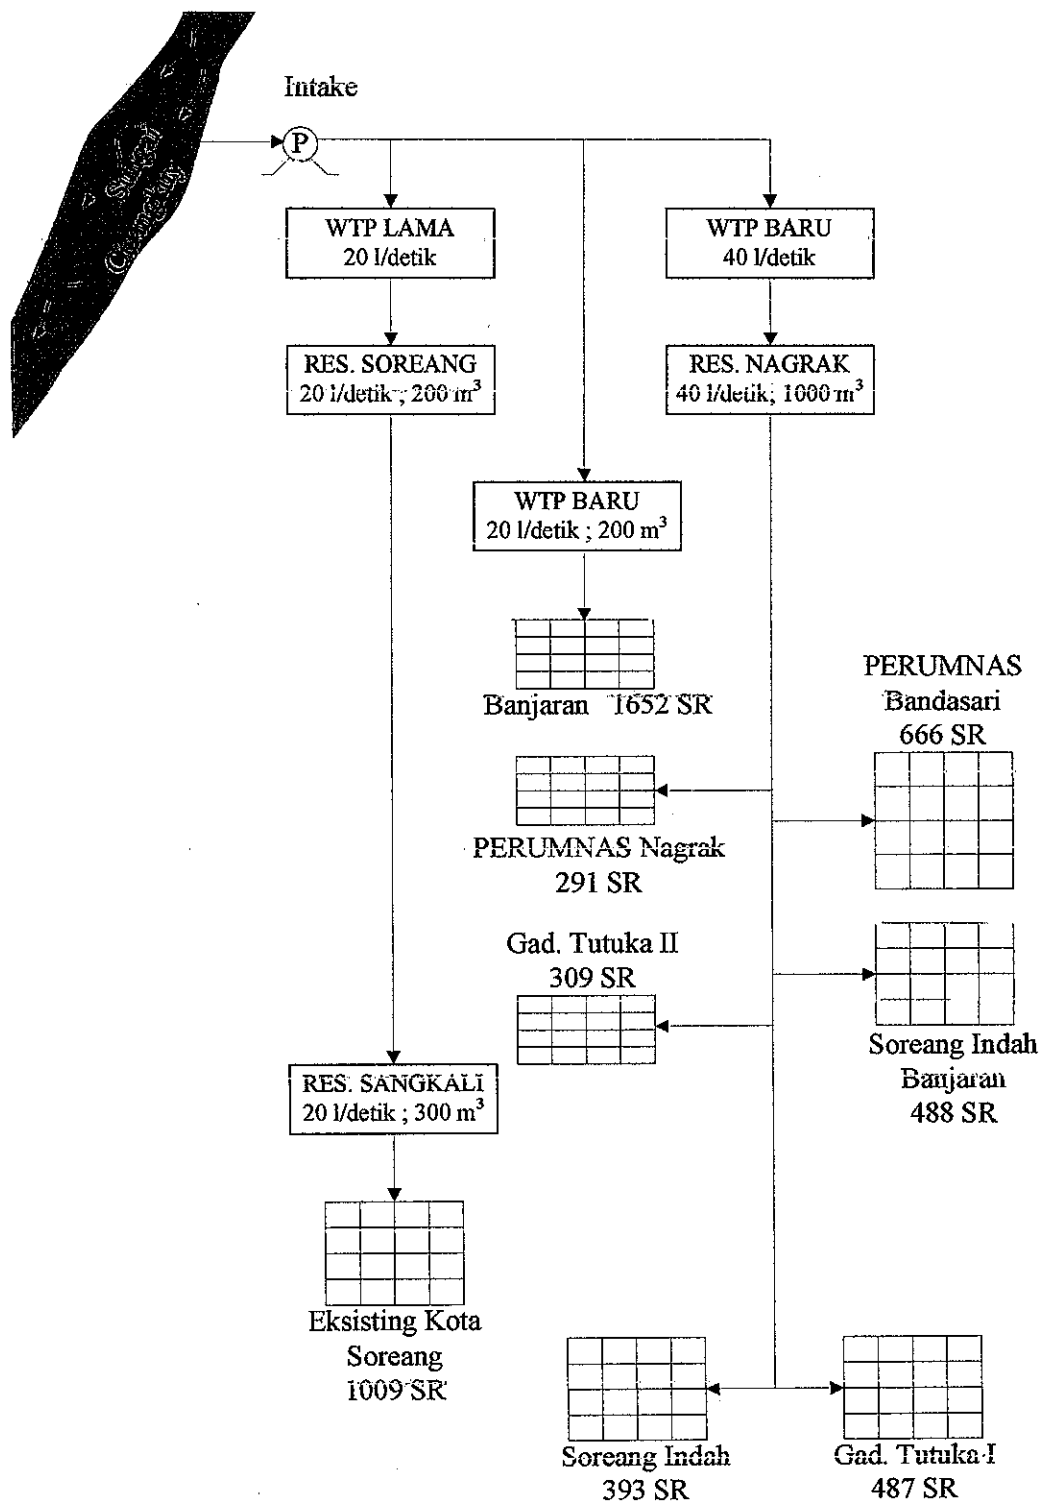 Intake
P
Sungai
WTP LAMA
20 l/detik
WTP BARU
40 l/detik
RES. SOREANG
20 l/detik ; 200 m³
RES. NAGRAK
40 l/detik; 1000 m³
WTP BARU
20 l/detik ; 200 m³
Banjaran 1652 SR
PERUMNAS
Bandasari
666 SR
PERUMNAS Nagrak
291 SR
Gad. Tutuka II
309 SR
Soreang Indah
Banjaran
488 SR
RES. SANGKALI
20 l/detik ; 300 m³
Eksisting Kota
Soreang
1009 SR
Soreang Indah
393 SR
Gad. Tutuka I
487 SR